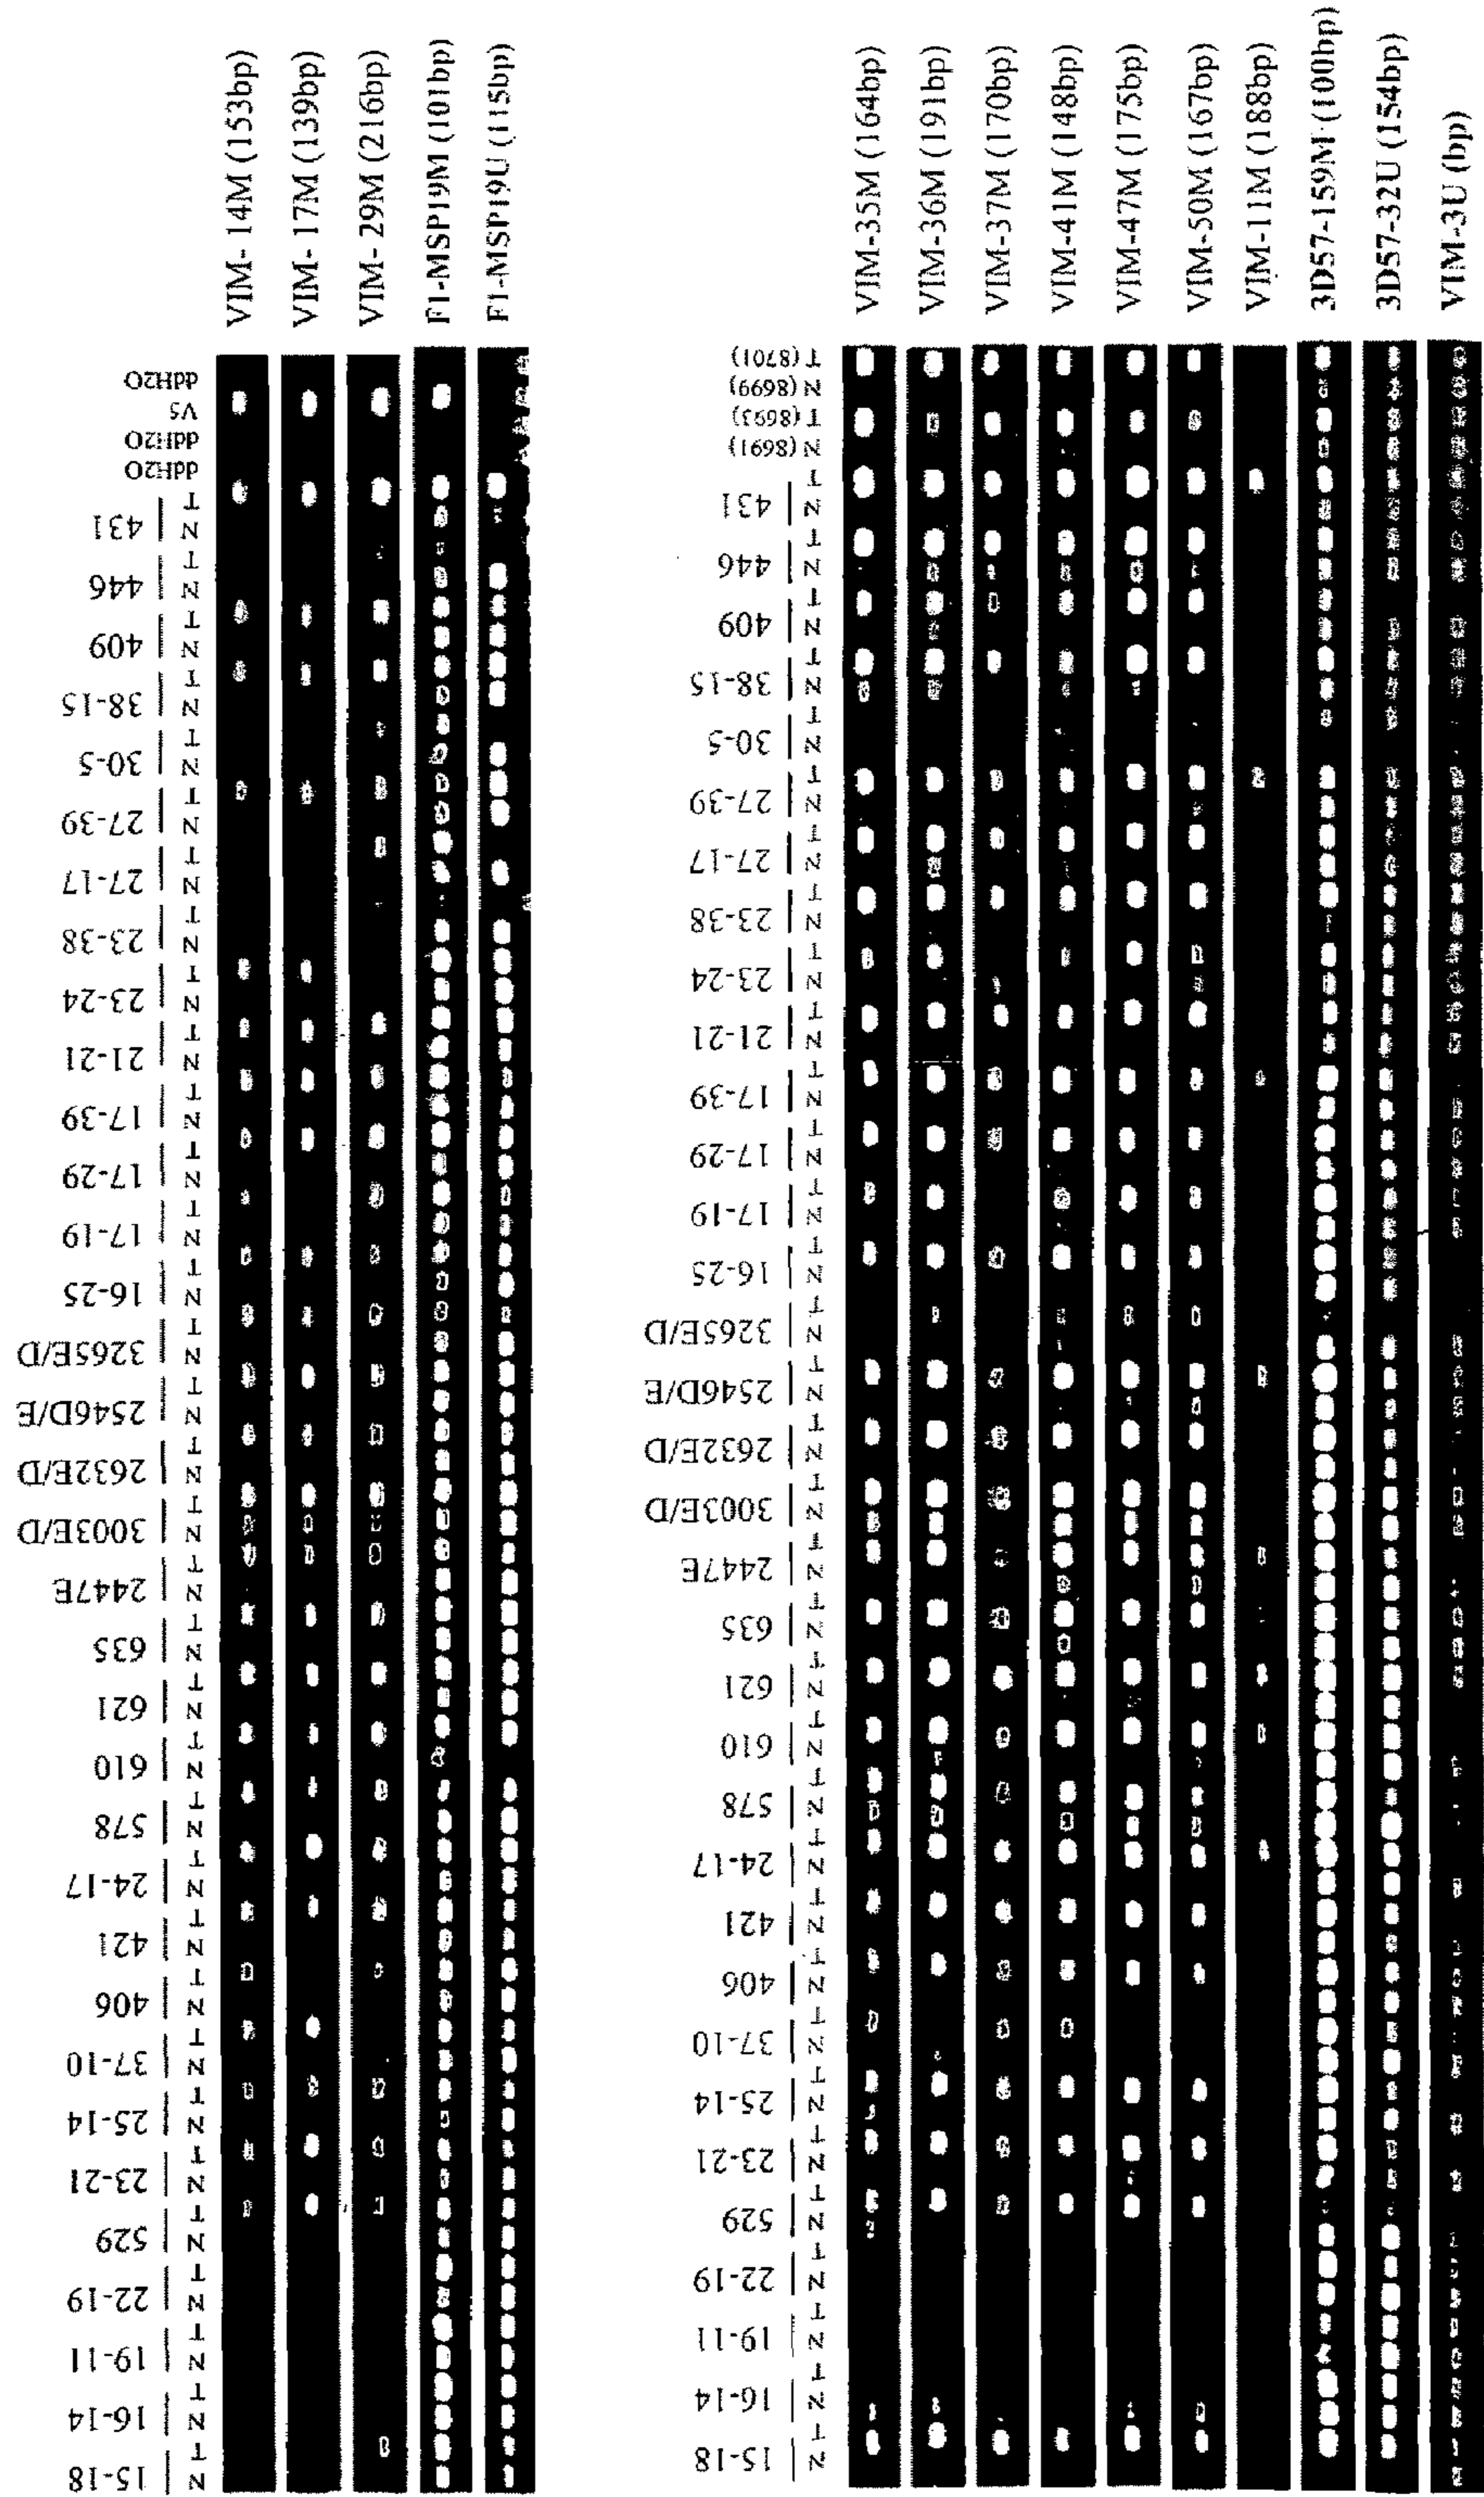 VIM- 14M (153bp)
VIM- 17M (139bp)
VIM- 29M (216bp)
F1-MSP19M (101bp)
F1-MSP19U (115bp)
ddH2O
V5
ddH2O
ddH2O
431 N T
446 N T
409 N T
38-15 N T
30-5 N T
27-39 N T
27-17 N T
23-38 N T
23-24 N T
21-21 N T
17-39 N T
17-29 N T
17-19 N T
16-25 N T
3265E/D N T
2546D/E N T
2632E/D N T
3003E/D N T
2447E N T
635 N T
621 N T
610 N T
578 N T
24-17 N T
421 N T
406 N T
37-10 N T
25-14 N T
23-21 N T
529 N T
22-19 N T
19-11 N T
16-14 N T
15-18 N T
VIM-35M (164bp)
VIM-36M (191bp)
VIM-37M (170bp)
VIM-41M (148bp)
VIM-47M (175bp)
VIM-50M (167bp)
VIM-11M (188bp)
3D57-159M (100bp)
3D57-32U (154bp)
VIM-3U (bp)
T (8701)
N (8699)
T (8693)
N (8691)
431 N T
446 N T
409 N T
38-15 N T
30-5 N T
27-39 N T
27-17 N T
23-38 N T
23-24 N T
21-21 N T
17-39 N T
17-29 N T
17-19 N T
16-25 N T
3265E/D N T
2546D/E N T
2632E/D N T
3003E/D N T
2447E N T
635 N T
621 N T
610 N T
578 N T
24-17 N T
421 N T
406 N T
37-10 N T
25-14 N T
23-21 N T
529 N T
22-19 N T
19-11 N T
16-14 N T
15-18 N T